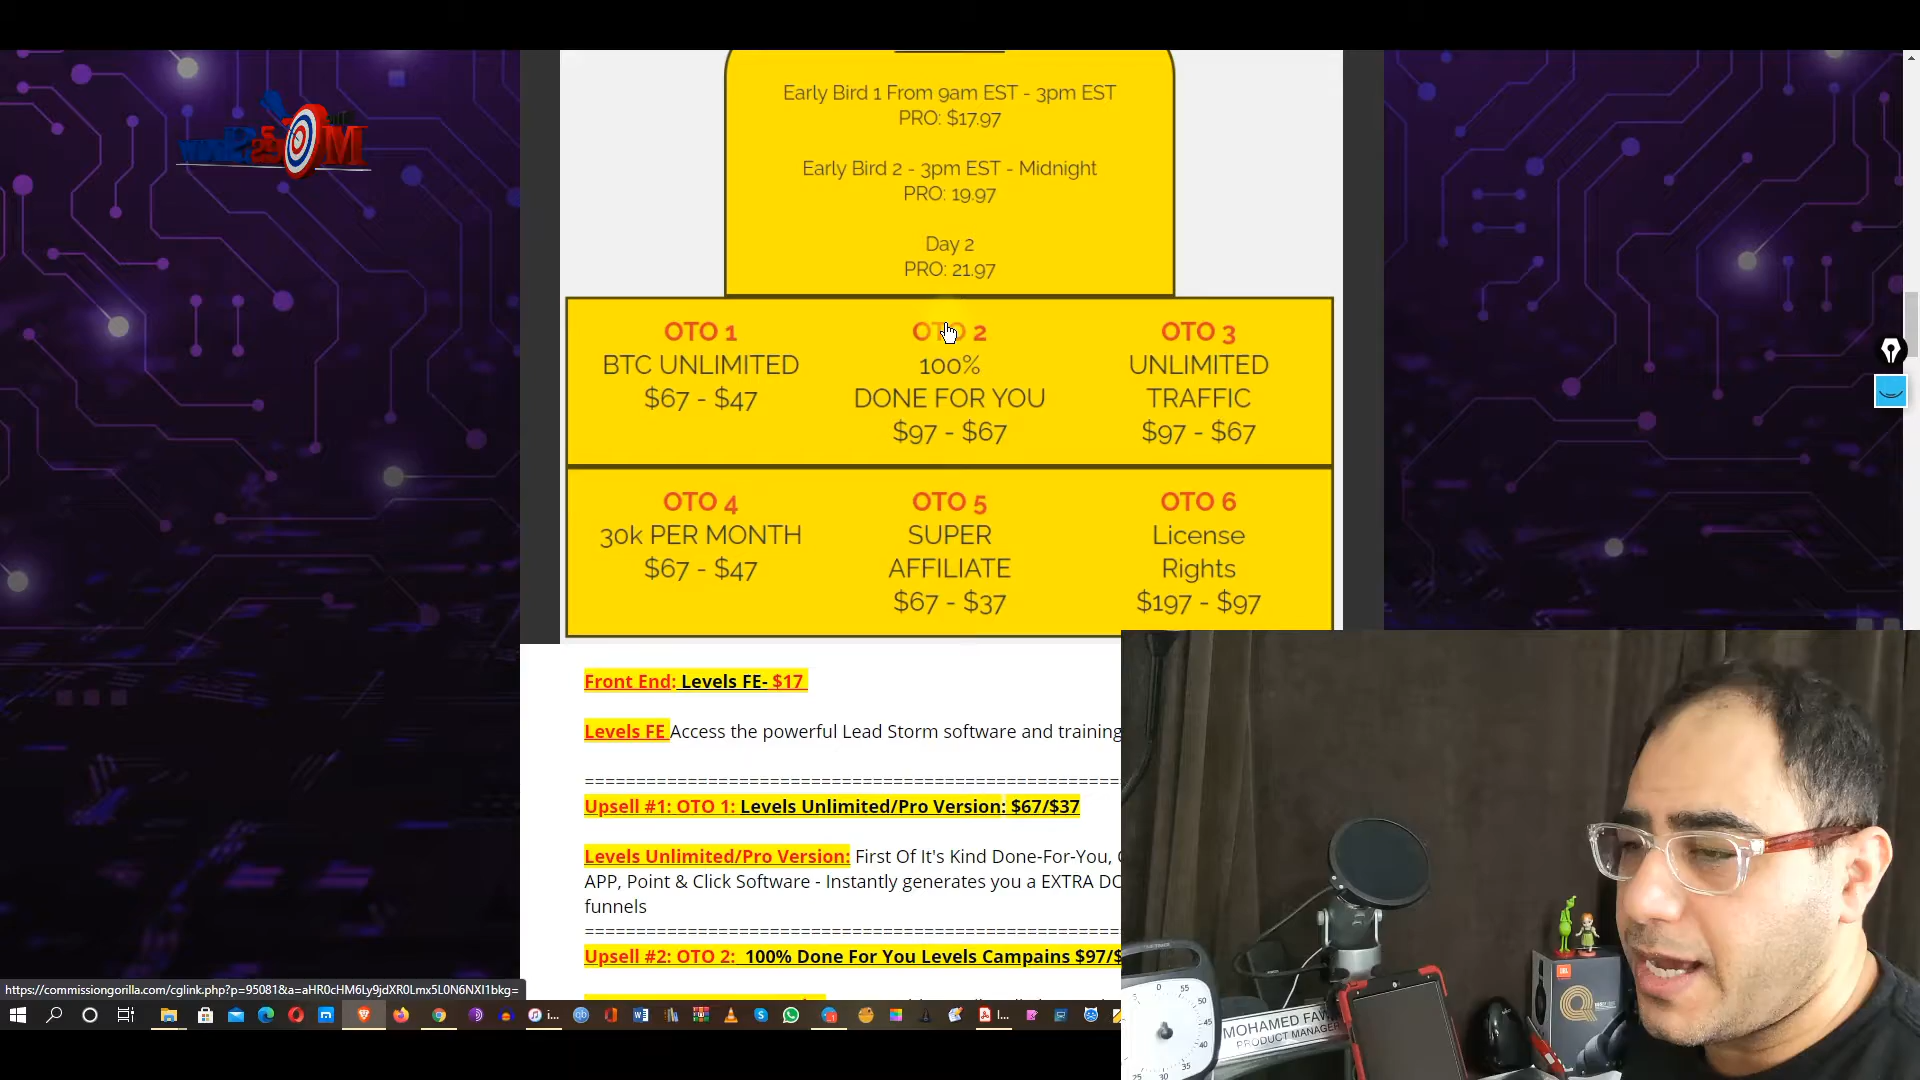 Early Bird 1 From 9am EST - 3pm EST
PRO: $17.97
Early Bird 2 - 3pm EST - Midnight
PRO: 19.97
Day 2
PRO: 21.97
OTO 1
BTC UNLIMITED
$67 - $47
OTO 2
100%
DONE FOR YOU
$97 - $67
OTO 3
UNLIMITED
TRAFFIC
$97 - $67
OTO 4
30k PER MONTH
$67 - $47
OTO 5
SUPER
AFFILIATE
$67 - $37
OTO 6
License
Rights
$197 - $97
Front End: Levels FE- $17
Levels FE Access the powerful Lead Storm software and training
Upsell #1: OTO 1: Levels Unlimited/Pro Version: $67/$37
Levels Unlimited/Pro Version: First Of It's Kind Done-For-You,
APP, Point & Click Software - Instantly generates you a EXTRA
funnels
Upsell #2: OTO 2: 100% Done For You Levels Campains $97/$
https://commissiongorilla.com/cglink.php?p=95081&a=aHR0cHM6Ly9jdXR0Lmx5L0N6NXI1bkg=
MOHAMED
PRODUCT MANAGER
JBL